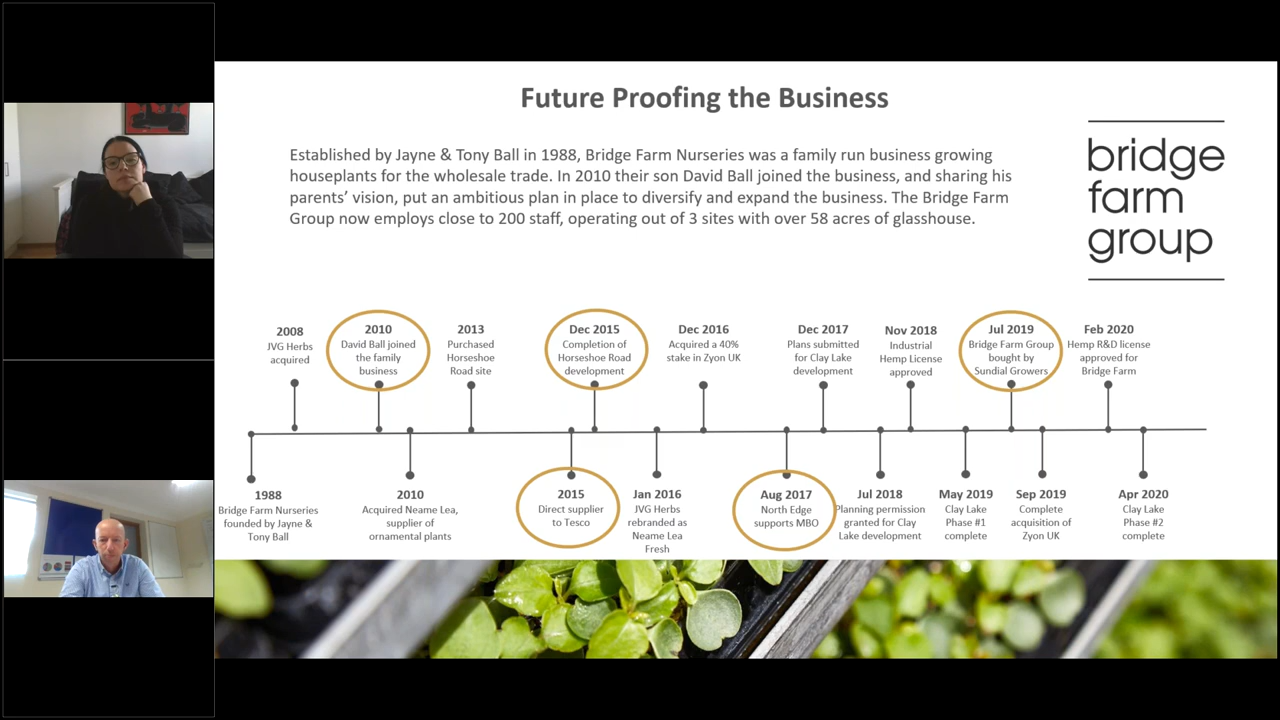 Future Proofing the Business
Established by Jayne & Tony Ball in 1988, Bridge Farm Nurseries was a family run business growing
houseplants for the wholesale trade. In 2010 their son David Ball joined the business, and sharing his
parents' vision, put an ambitious plan in place to diversify and expand the business. The Bridge Farm
Group now employs close to 200 staff, operating out of 3 sites with over 58 acres of glasshouse.
bridge
farm
group
2008
JVG Herbs
acquired
2010
David Ball joined
the family
business
2013
Purchased
Horseshoe
Road site
Dec 2015
Completion of
Horseshoe Road
development
Dec 2016
Acquired a 40%
stake in Zyon UK
Dec 2017
Plans submitted
for Clay Lake
development
Nov 2018
Industrial
Hemp License
approved
Jul 2019
Bridge Farm Group
bought by
Sundial Growers
Feb 2020
Hemp R&D license
approved for
Bridge Farm
1988
Bridge Farm Nurseries
founded by Jayne &
Tony Ball
2010
Acquired Neame Lea,
supplier of
ornamental plants
2015
Direct supplier
to Tesco
Jan 2016
JVG Herbs
rebranded as
Neame Lea
Fresh
Aug 2017
North Edge
supports MBO
Jul 2018
Planning permission
granted for Clay
Lake development
May 2019
Clay Lake
Phase #1
complete
Sep 2019
Complete
acquisition of
Zyon UK
Apr 2020
Clay Lake
Phase #2
complete